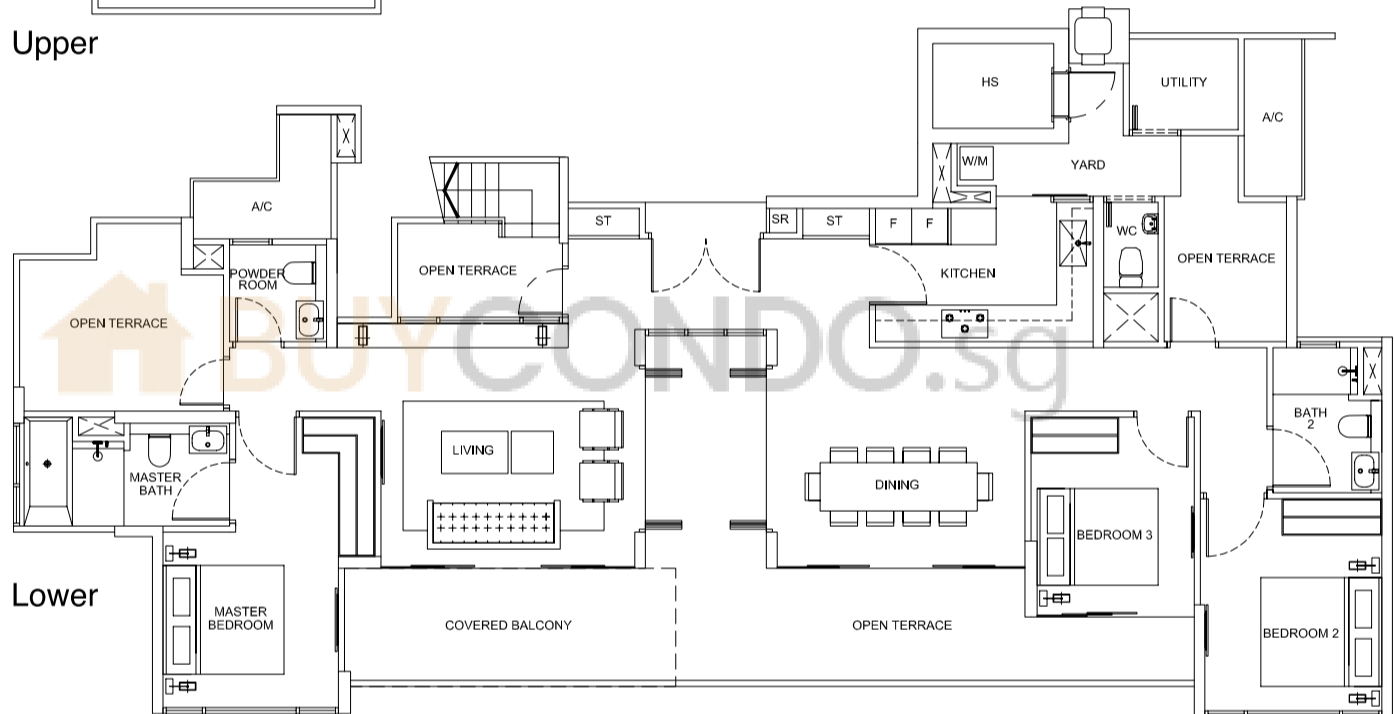 Upper
HS
UTILITY
A/C
W/M
YARD
A/C
ST
SR
ST
F
F
WC
POWDER
ROOM
OPEN TERRACE
KITCHEN
OPEN TERRACE
OPEN TERRACE
BUYCONDO.sg
BATH
2
LIVING
DINING
MASTER
BATH
BEDROOM 3
Lower
MASTER
BEDROOM
COVERED BALCONY
OPEN TERRACE
BEDROOM 2